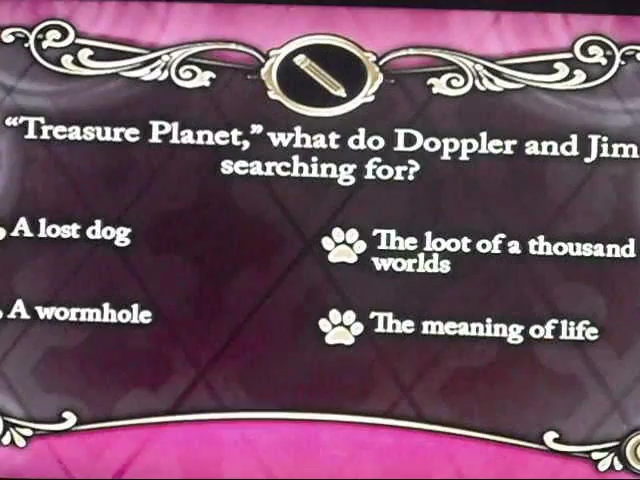 "Treasure Planet," what do Doppler and Jim
searching for?
A lost dog
The loot of a thousand
worlds
A wormhole
The meaning of life